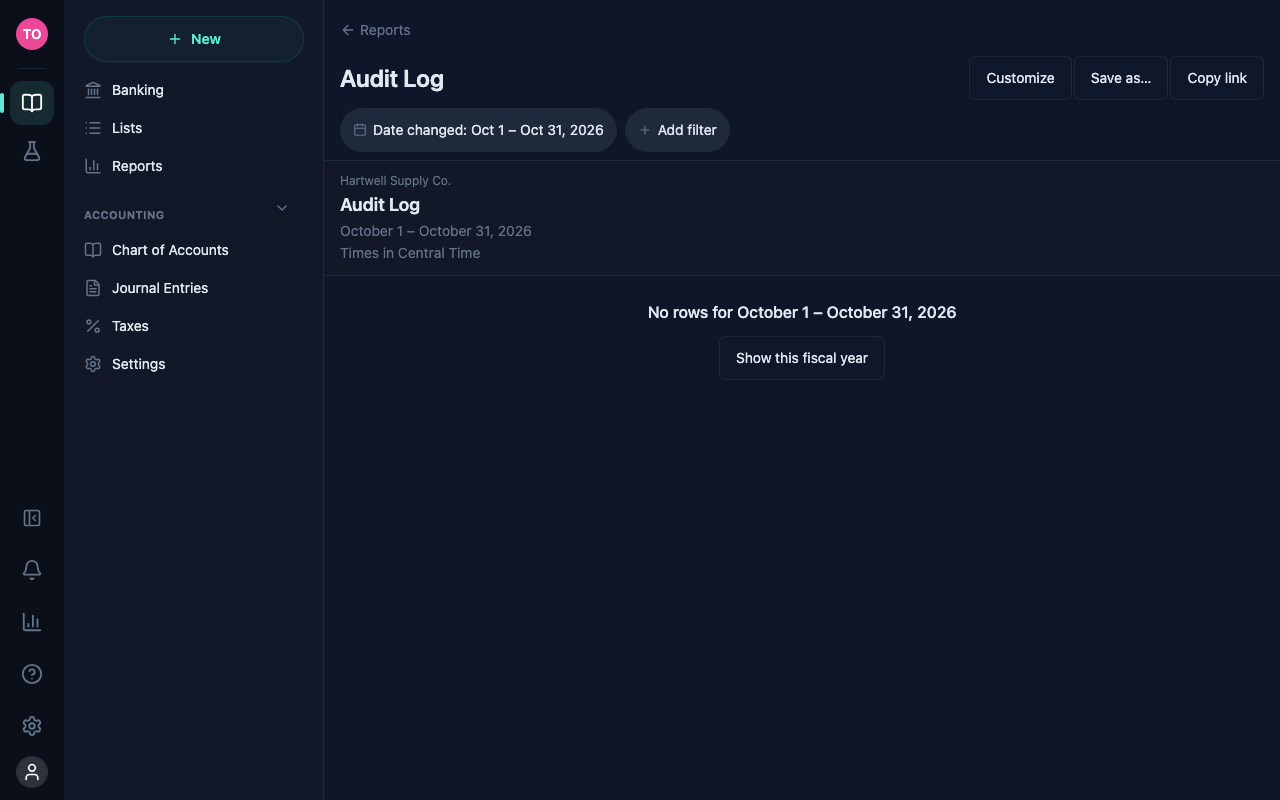 TO
New
Banking
Lists
Reports
ACCOUNTING
Chart of Accounts
Journal Entries
Taxes
Settings
Reports
Audit Log
Customize
Save as...
Copy link
Date changed: Oct 1 – Oct 31, 2026
Add filter
Hartwell Supply Co.
Audit Log
October 1 – October 31, 2026
Times in Central Time
No rows for October 1 – October 31, 2026
Show this fiscal year